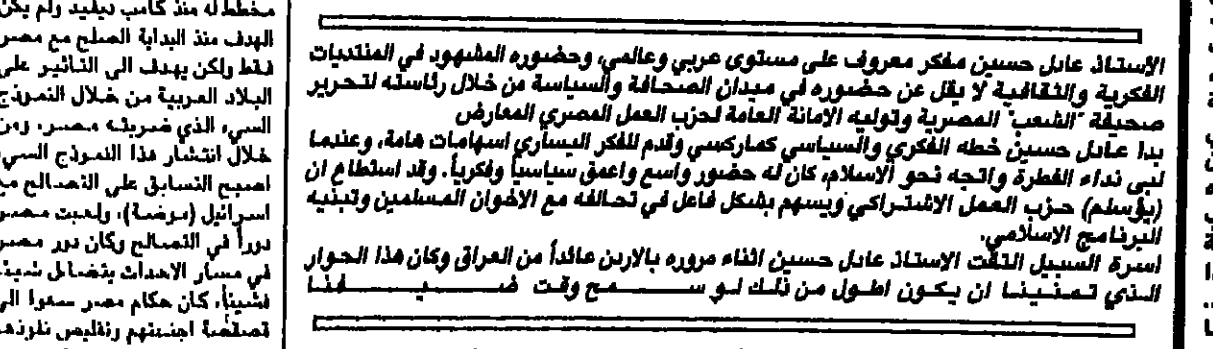 الاستاذ عادل حسين مفكر معروف على مستوى عربي وعالمي، وحضوره المشهود في المنتديات
الفكرية والثقافية لا يقل عن حضوره في ميدان الصحافة والسياسة من خلال رئاسته لتحرير
صحيفة "الشعب" المصرية وتوليه الامانة العامة لحزب العمل المصري المعارض
بدا عادل حسين خطه الفكري والسياسي كماركسي وقدم للفكر اليساري اسهامات هامة، وعندما
لبى نداء الفطرة واتجه نحو الاسلام، كان له حضور واسع واعمق سياسياً وفكرياً. وقد استطاع ان
(يؤسلم) حزب العمل الاشتراكي ويسهم بشكل فاعل في تحالفه مع الاخوان المسلمين وتبنيه
البرنامج الاسلامي.
اسرة السبيل التقت الاستاذ عادل حسين اثناء مروره بالاردن عائداً من العراق وكان هذا الحوار
الذي تمنينا ان يكون اطول من ذلك لو سمح وقت ضيفنا
مخطط له منذ كامب ديفيد ولم يكن
الهدف منذ البداية الصلح مع مصر
فقط ولكن يهدف الى التاثير على
البلاد العربية من خلال النموذج
السيء الذي ضربته مصر، ومن
خلال انتشار هذا النموذج السيء
اصبح التسابق على التصالح مع
اسرائيل (موضة)، ولعبت مصر
دوراً في التصالح وكان دور مصر
في مسار الاحداث يتضائل شيئاً
فشيئاً، كان حكام مصر سعوا الى
اجنحتهم وتقليص نفوذهم